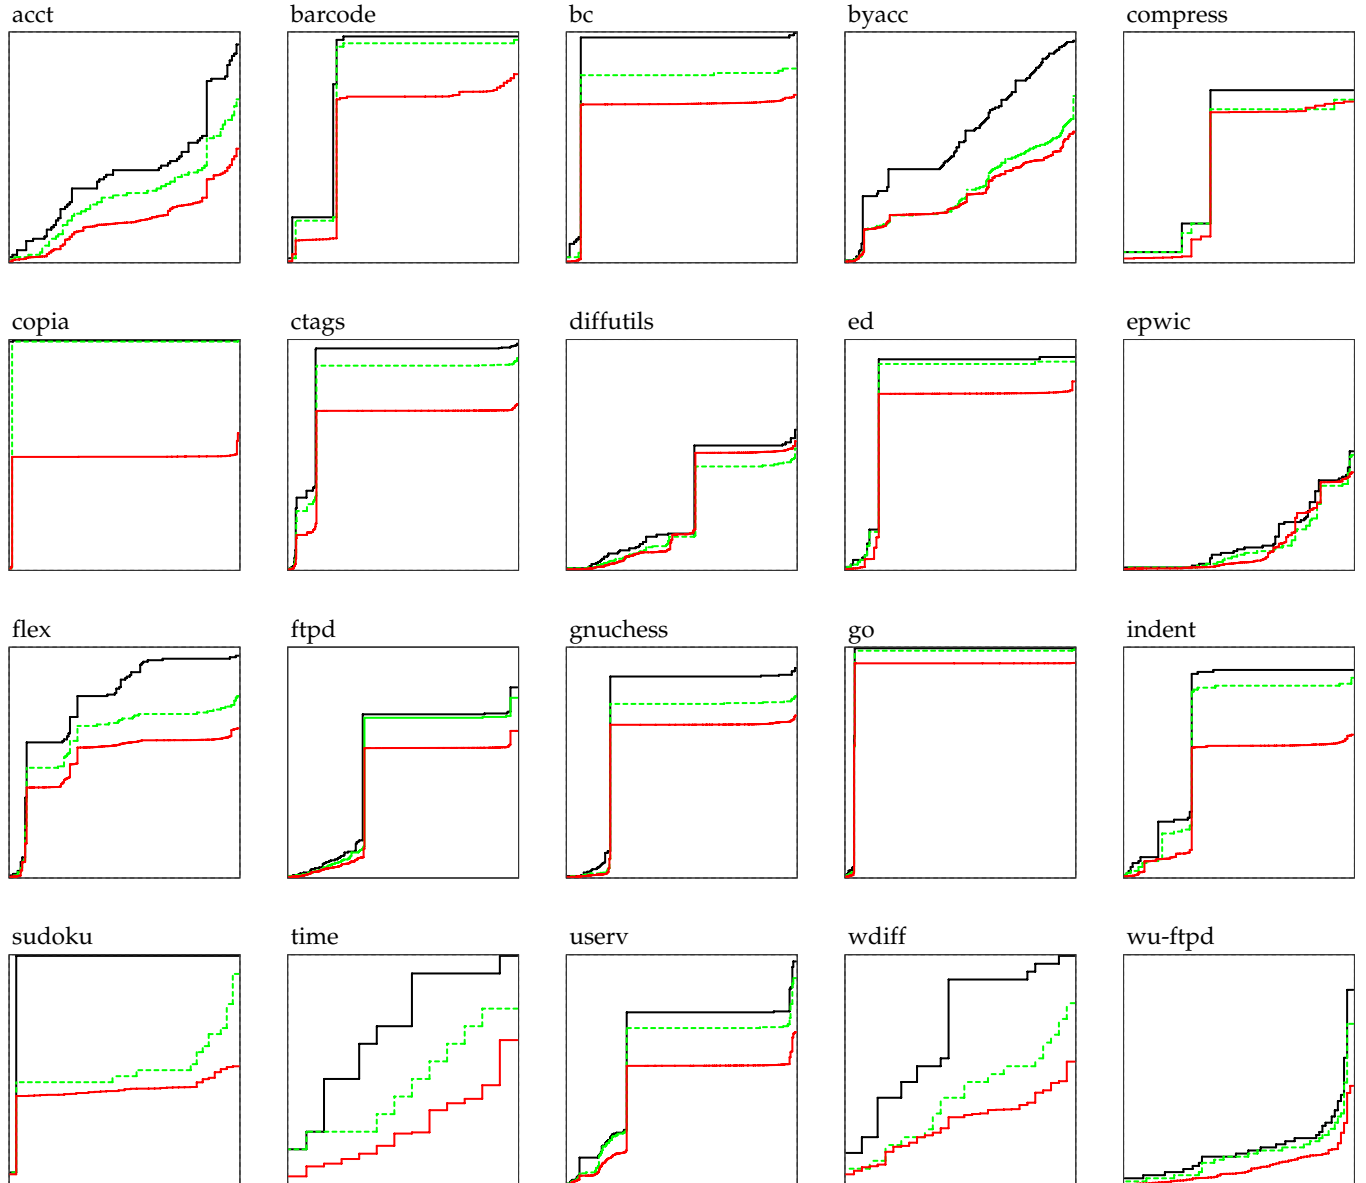 acct barcode bc byacc compress
copia ctags diffutils ed epwic
flex ftpd gnuchess go indent
sudoku time userv wdiff wu-ftpd